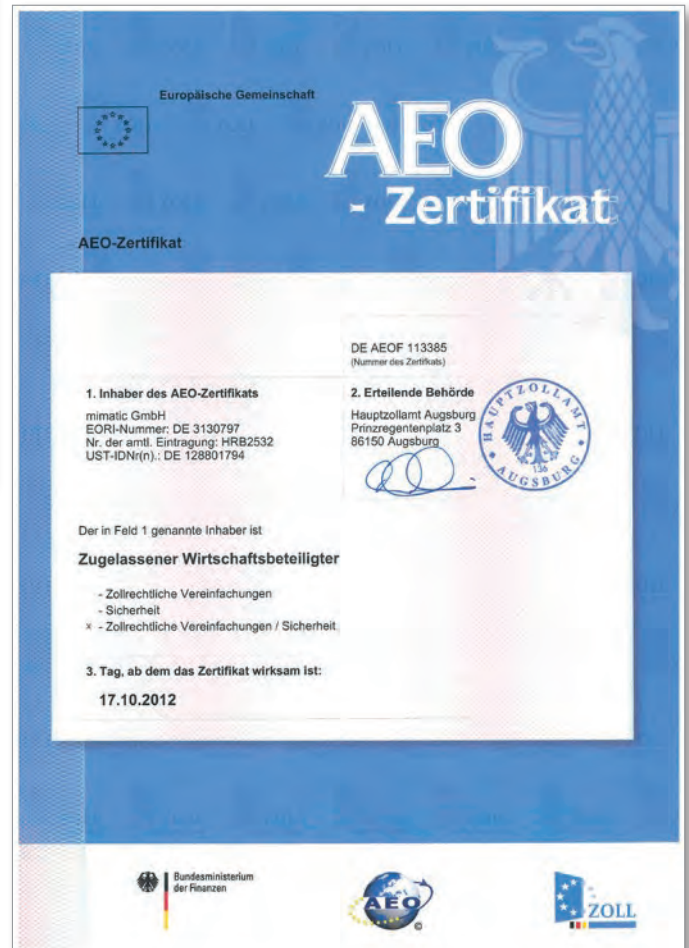 Europäische Gemeinschaft
AEO
- Zertifikat
AEO-Zertifikat
DE AEOF 113385
(Nummer des Zertifikats)
1. Inhaber des AEO-Zertifikats
mimatic GmbH
EORI-Nummer: DE 3130797
Nr. der amtl. Eintragung: HRB2532
UST-IDNr(n).: DE 128801794
2. Erteilende Behörde
Hauptzollamt Augsburg
Prinzregentenplatz 3
86150 Augsburg
HAUPTZOLLAMT
AUGSBURG
136
Der in Feld 1 genannte Inhaber ist
Zugelassener Wirtschaftsbeteiligter
- Zollrechtliche Vereinfachungen
- Sicherheit
x - Zollrechtliche Vereinfachungen / Sicherheit
3. Tag, ab dem das Zertifikat wirksam ist:
17.10.2012
Bundesministerium
der Finanzen
AEO
©
ZOLL